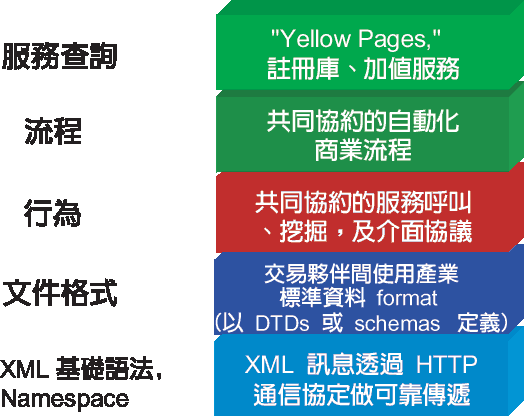 服務查詢
"Yellow Pages,"
註冊庫、加值服務
流程
共同協約的自動化
商業流程
行為
共同協約的服務呼叫
、挖掘，及介面協議
文件格式
交易夥伴間使用產業
標準資料 format
(以 DTDs 或 schemas 定義)
XML 基礎語法,
Namespace
XML 訊息透過 HTTP
通信協定做可靠傳遞